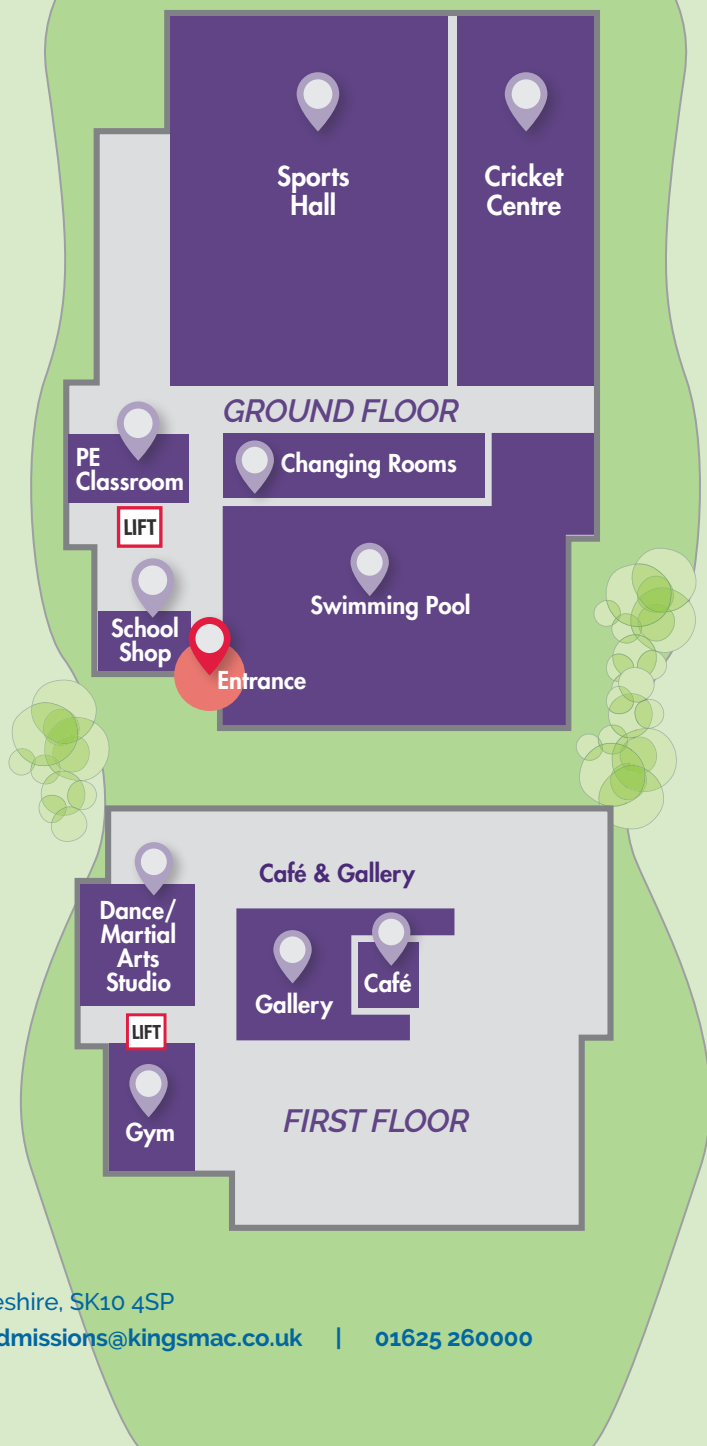 Sports
Hall
Cricket
Centre
GROUND FLOOR
PE
Classroom
Changing Rooms
LIFT
Swimming Pool
School
Shop
Entrance
Café & Gallery
Dance/
Martial
Arts
Studio
Gallery
Café
LIFT
Gym
FIRST FLOOR
eshire, SK10 4SP
dmissions@kingsmac.co.uk | 01625 260000